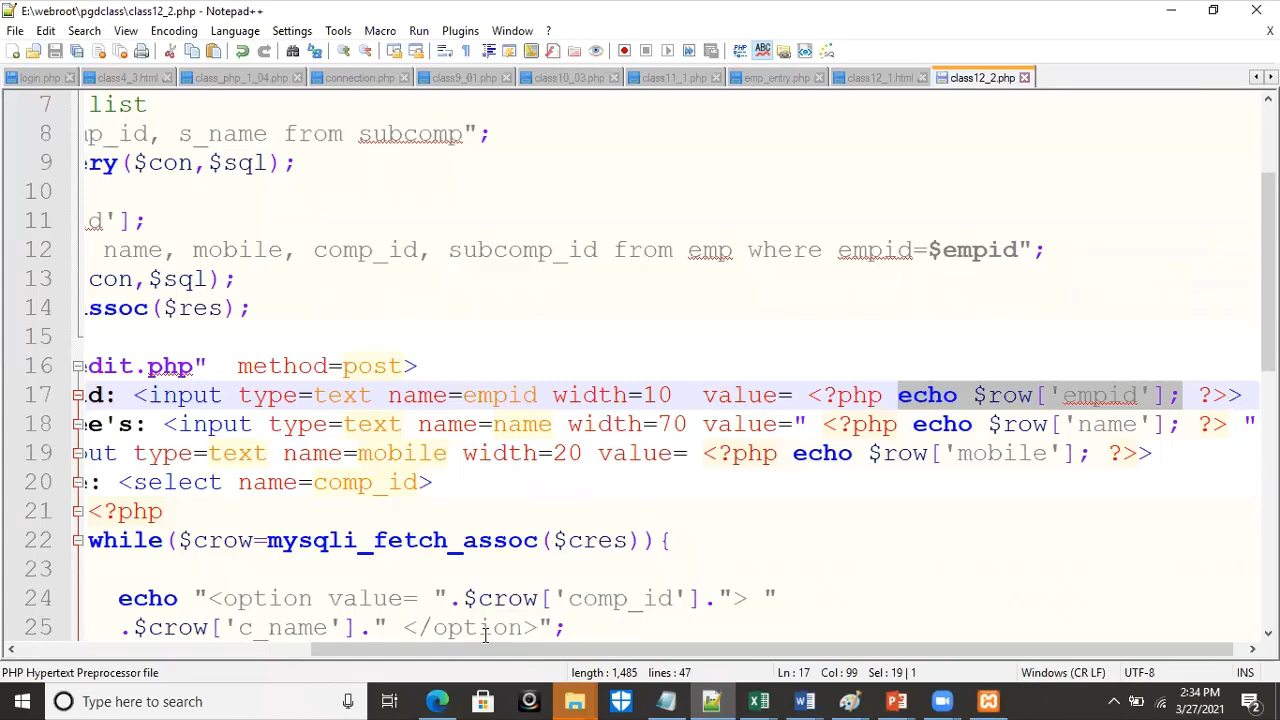 E:\webroot\pgdclass\class12_2.php - Notepad++
File Edit Search View Encoding Language Settings Tools Macro Run Plugins Window ?
login.php class4_3.html class_php_1_04.php connection.php class9_01.php class10_03.php class11_1.php emp_entry.php class12_1.html class12_2.php
7 list
8 mp_id, s_name from subcomp";
9 ery($con,$sql);
10
11 d'];
12 name, mobile, comp_id, subcomp_id from emp where empid=$empid";
13 con,$sql);
14 assoc($res);
15
16 edit.php" method=post>
17 d: <input type=text name=empid width=10 value= <?php echo $row['empid']; ?>>
18 ee's: <input type=text name=name width=70 value=" <?php echo $row['name']; ?> "
19 put type=text name=mobile width=20 value= <?php echo $row['mobile']; ?>>
20 e: <select name=comp_id>
21 <?php
22 while($crow=mysqli_fetch_assoc($cres)){
23
24 echo "<option value= ".$crow['comp_id']."> "
25 .$crow['c_name']." </option>";
PHP Hypertext Preprocessor file length : 1,485 lines : 47 Ln : 17 Col : 99 Sel : 19 | 1 Windows (CR LF) UTF-8 INS
Type here to search
2:34 PM
3/27/2021
2